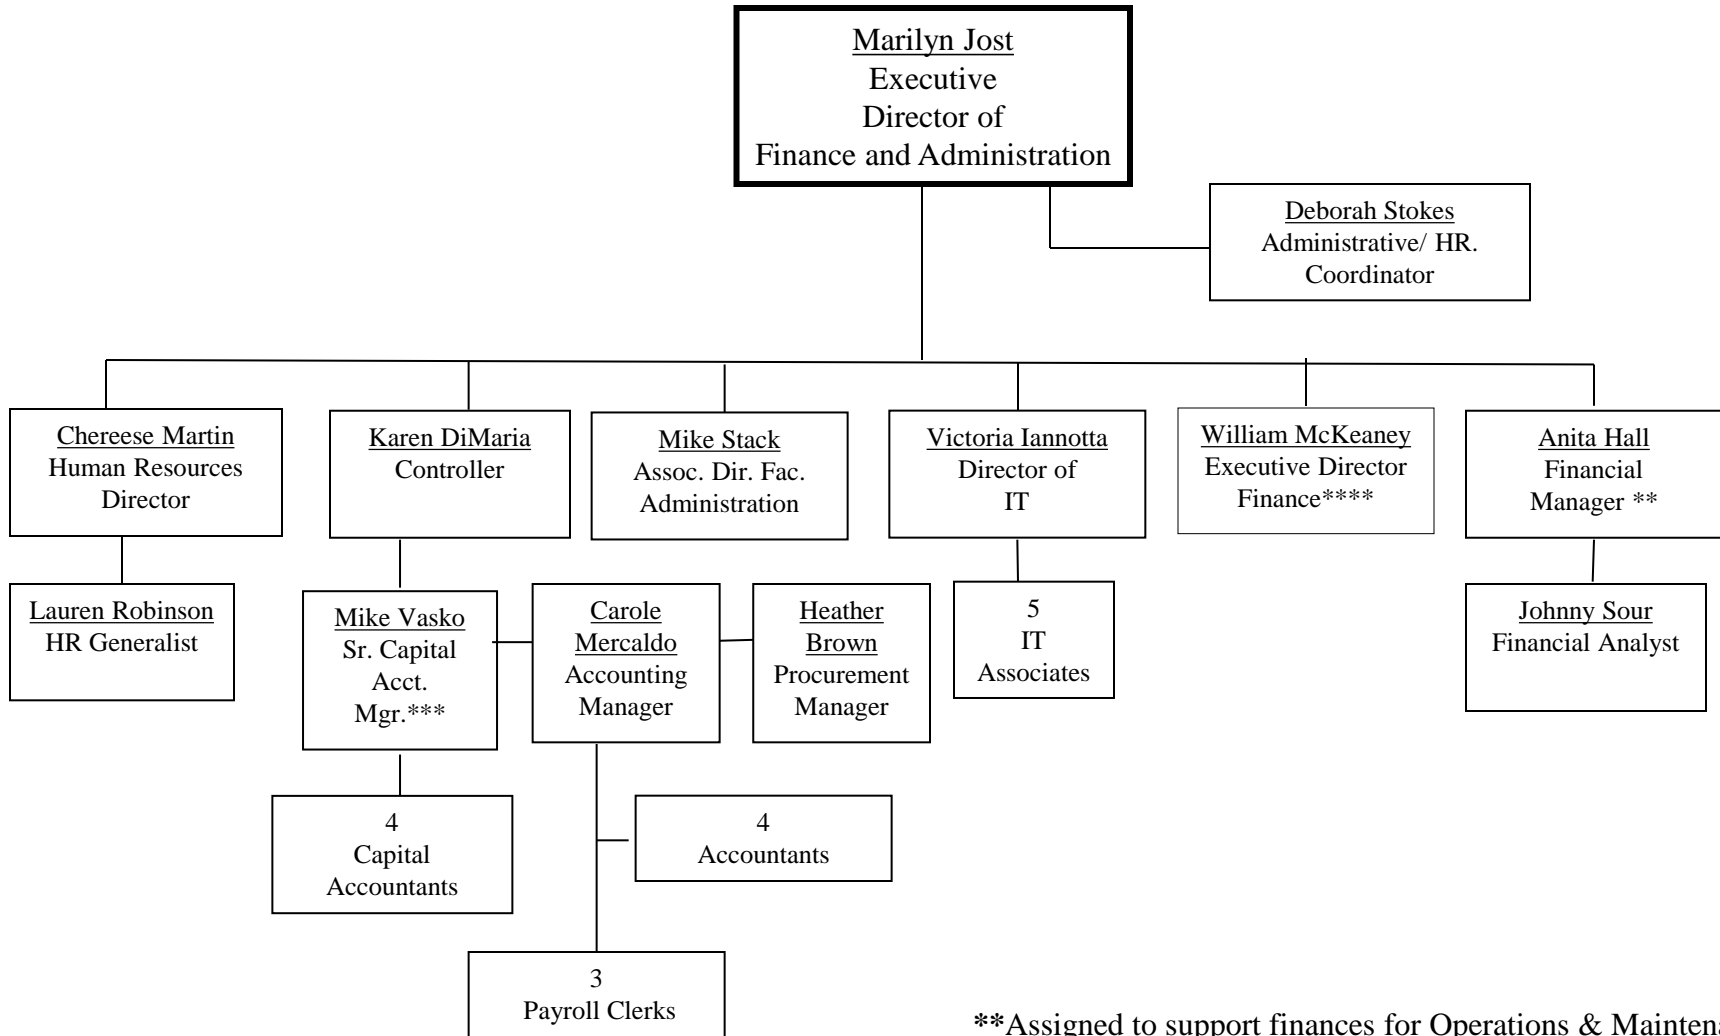 Marilyn Jost
Executive
Director of
Finance and Administration
Deborah Stokes
Administrative/ HR.
Coordinator
Chereese Martin
Human Resources
Director
Karen DiMaria
Controller
Mike Stack
Assoc. Dir. Fac.
Administration
Victoria Iannotta
Director of
IT
William McKeaney
Executive Director
Finance****
Anita Hall
Financial
Manager **
Lauren Robinson
HR Generalist
Mike Vasko
Sr. Capital
Acct.
Mgr.***
Carole
Mercaldo
Accounting
Manager
Heather
Brown
Procurement
Manager
5
IT
Associates
Johnny Sour
Financial Analyst
4
Capital
Accountants
4
Accountants
3
Payroll Clerks
**Assigned to support finances for Operations &